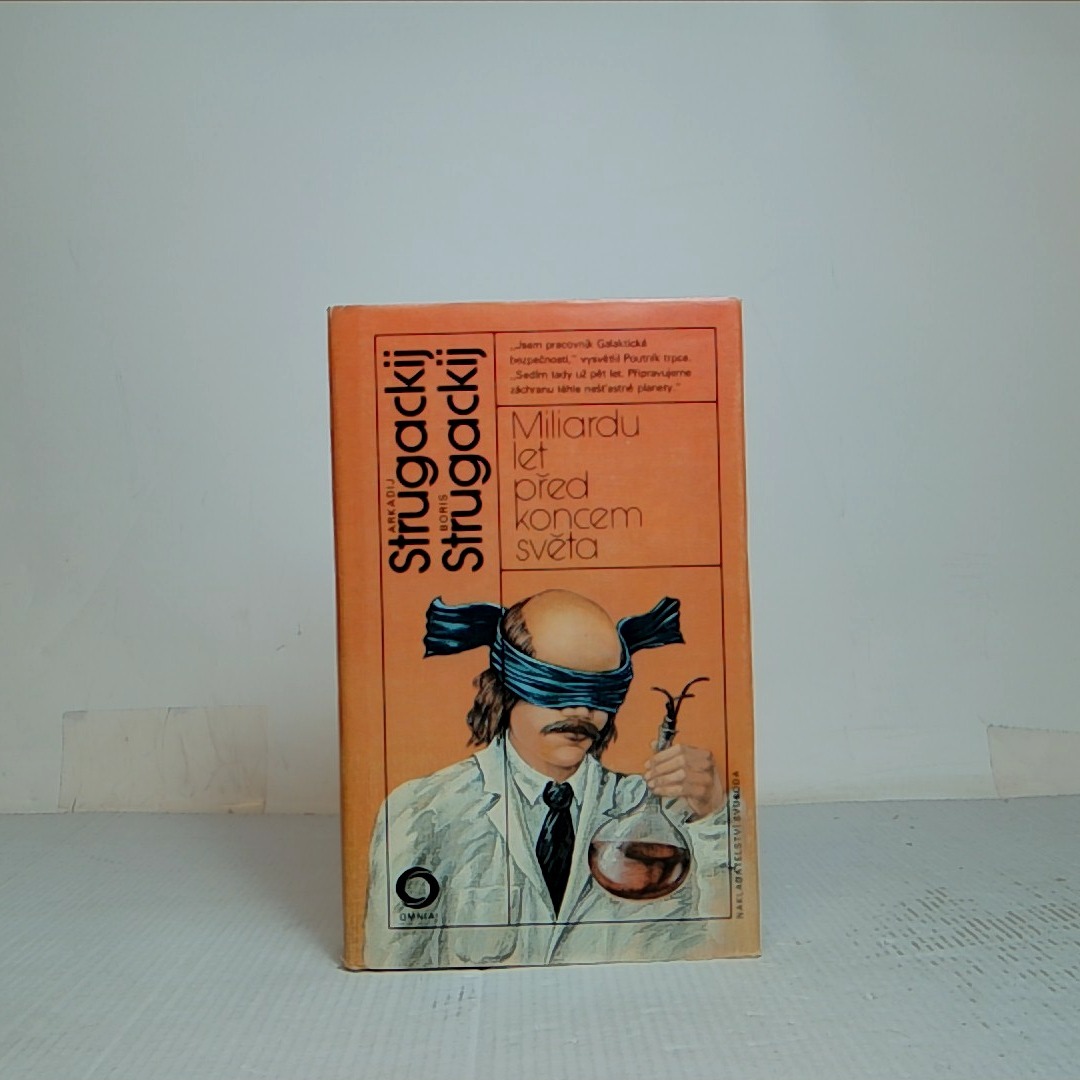 ARKADIJ
Strugackij
BORIS
Strugackij
„Jsem pracovník Galaktické
bezpečnosti,“ vysvětlil Poutník trpce.
„Sedím tady už pět let. Připravujeme
záchranu téhle nešťastné planety.“
Miliardu
let
před
koncem
světa
OMNIA
NAKLADATELSTVÍ SVOBODA